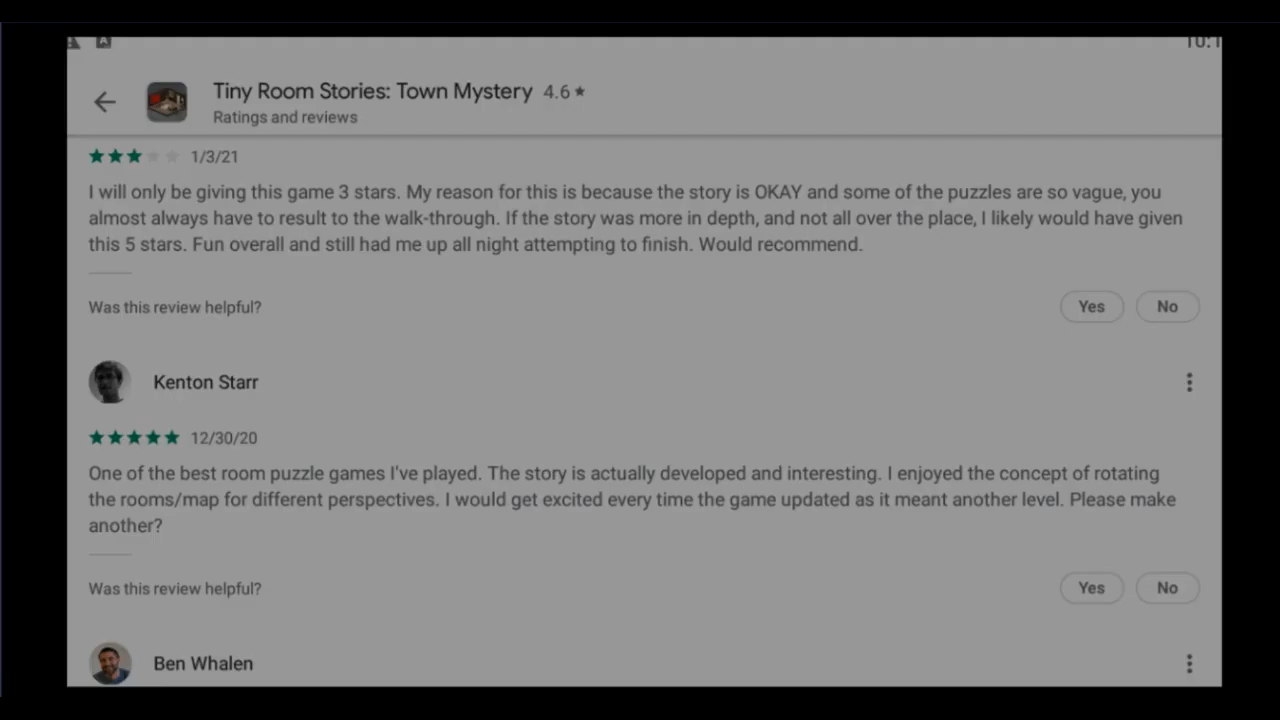 10:1
Tiny Room Stories: Town Mystery 4.6★
Ratings and reviews
1/3/21
I will only be giving this game 3 stars. My reason for this is because the story is OKAY and some of the puzzles are so vague, you
almost always have to result to the walk-through. If the story was more in depth, and not all over the place, I likely would have given
this 5 stars. Fun overall and still had me up all night attempting to finish. Would recommend.
Was this review helpful? Yes No
Kenton Starr
12/30/20
One of the best room puzzle games I've played. The story is actually developed and interesting. I enjoyed the concept of rotating
the rooms/map for different perspectives. I would get excited every time the game updated as it meant another level. Please make
another?
Was this review helpful? Yes No
Ben Whalen